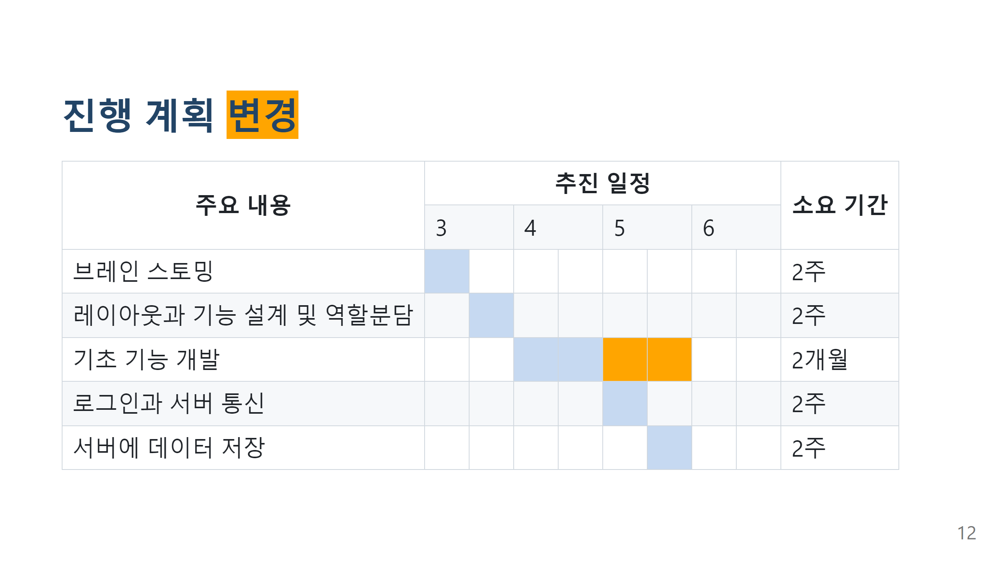 진행 계획 변경
주요 내용
추진 일정
소요 기간
3 4 5 6
브레인 스토밍 2주
레이아웃과 기능 설계 및 역할분담 2주
기초 기능 개발 2개월
로그인과 서버 통신 2주
서버에 데이터 저장 2주
12